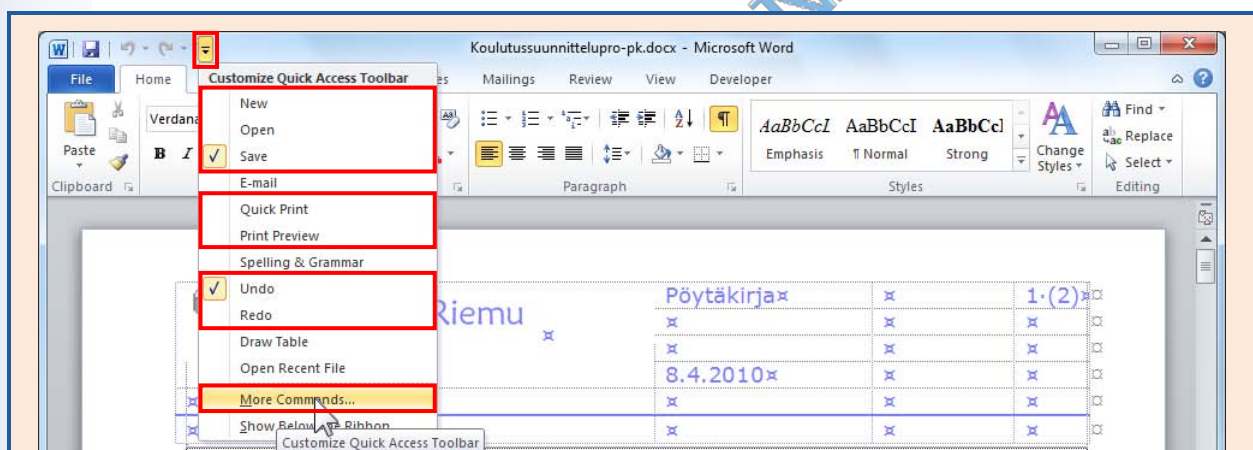 Koulutussuunnittelupro-pk.docx - Microsoft Word
File Home Mailings Review View Developer
Customize Quick Access Toolbar
New
Open
Save
E-mail
Quick Print
Print Preview
Spelling & Grammar
Undo
Redo
Draw Table
Open Recent File
More Commands...
Show Below the Ribbon
Customize Quick Access Toolbar
Paste
Clipboard
Verdana
B I
Paragraph
AaBbCcI AaBbCcI AaBbCcI
Emphasis ¶ Normal Strong
Change
Styles
Styles
Find
Replace
Select
Editing
Riemu¤
Pöytäkirja¤ ¤ 1·(2)¤¤
¤ ¤ ¤ ¤
¤ ¤ ¤ ¤
8.4.2010¤ ¤ ¤ ¤
¤ ¤ ¤ ¤ ¤
¤ ¤ ¤ ¤ ¤